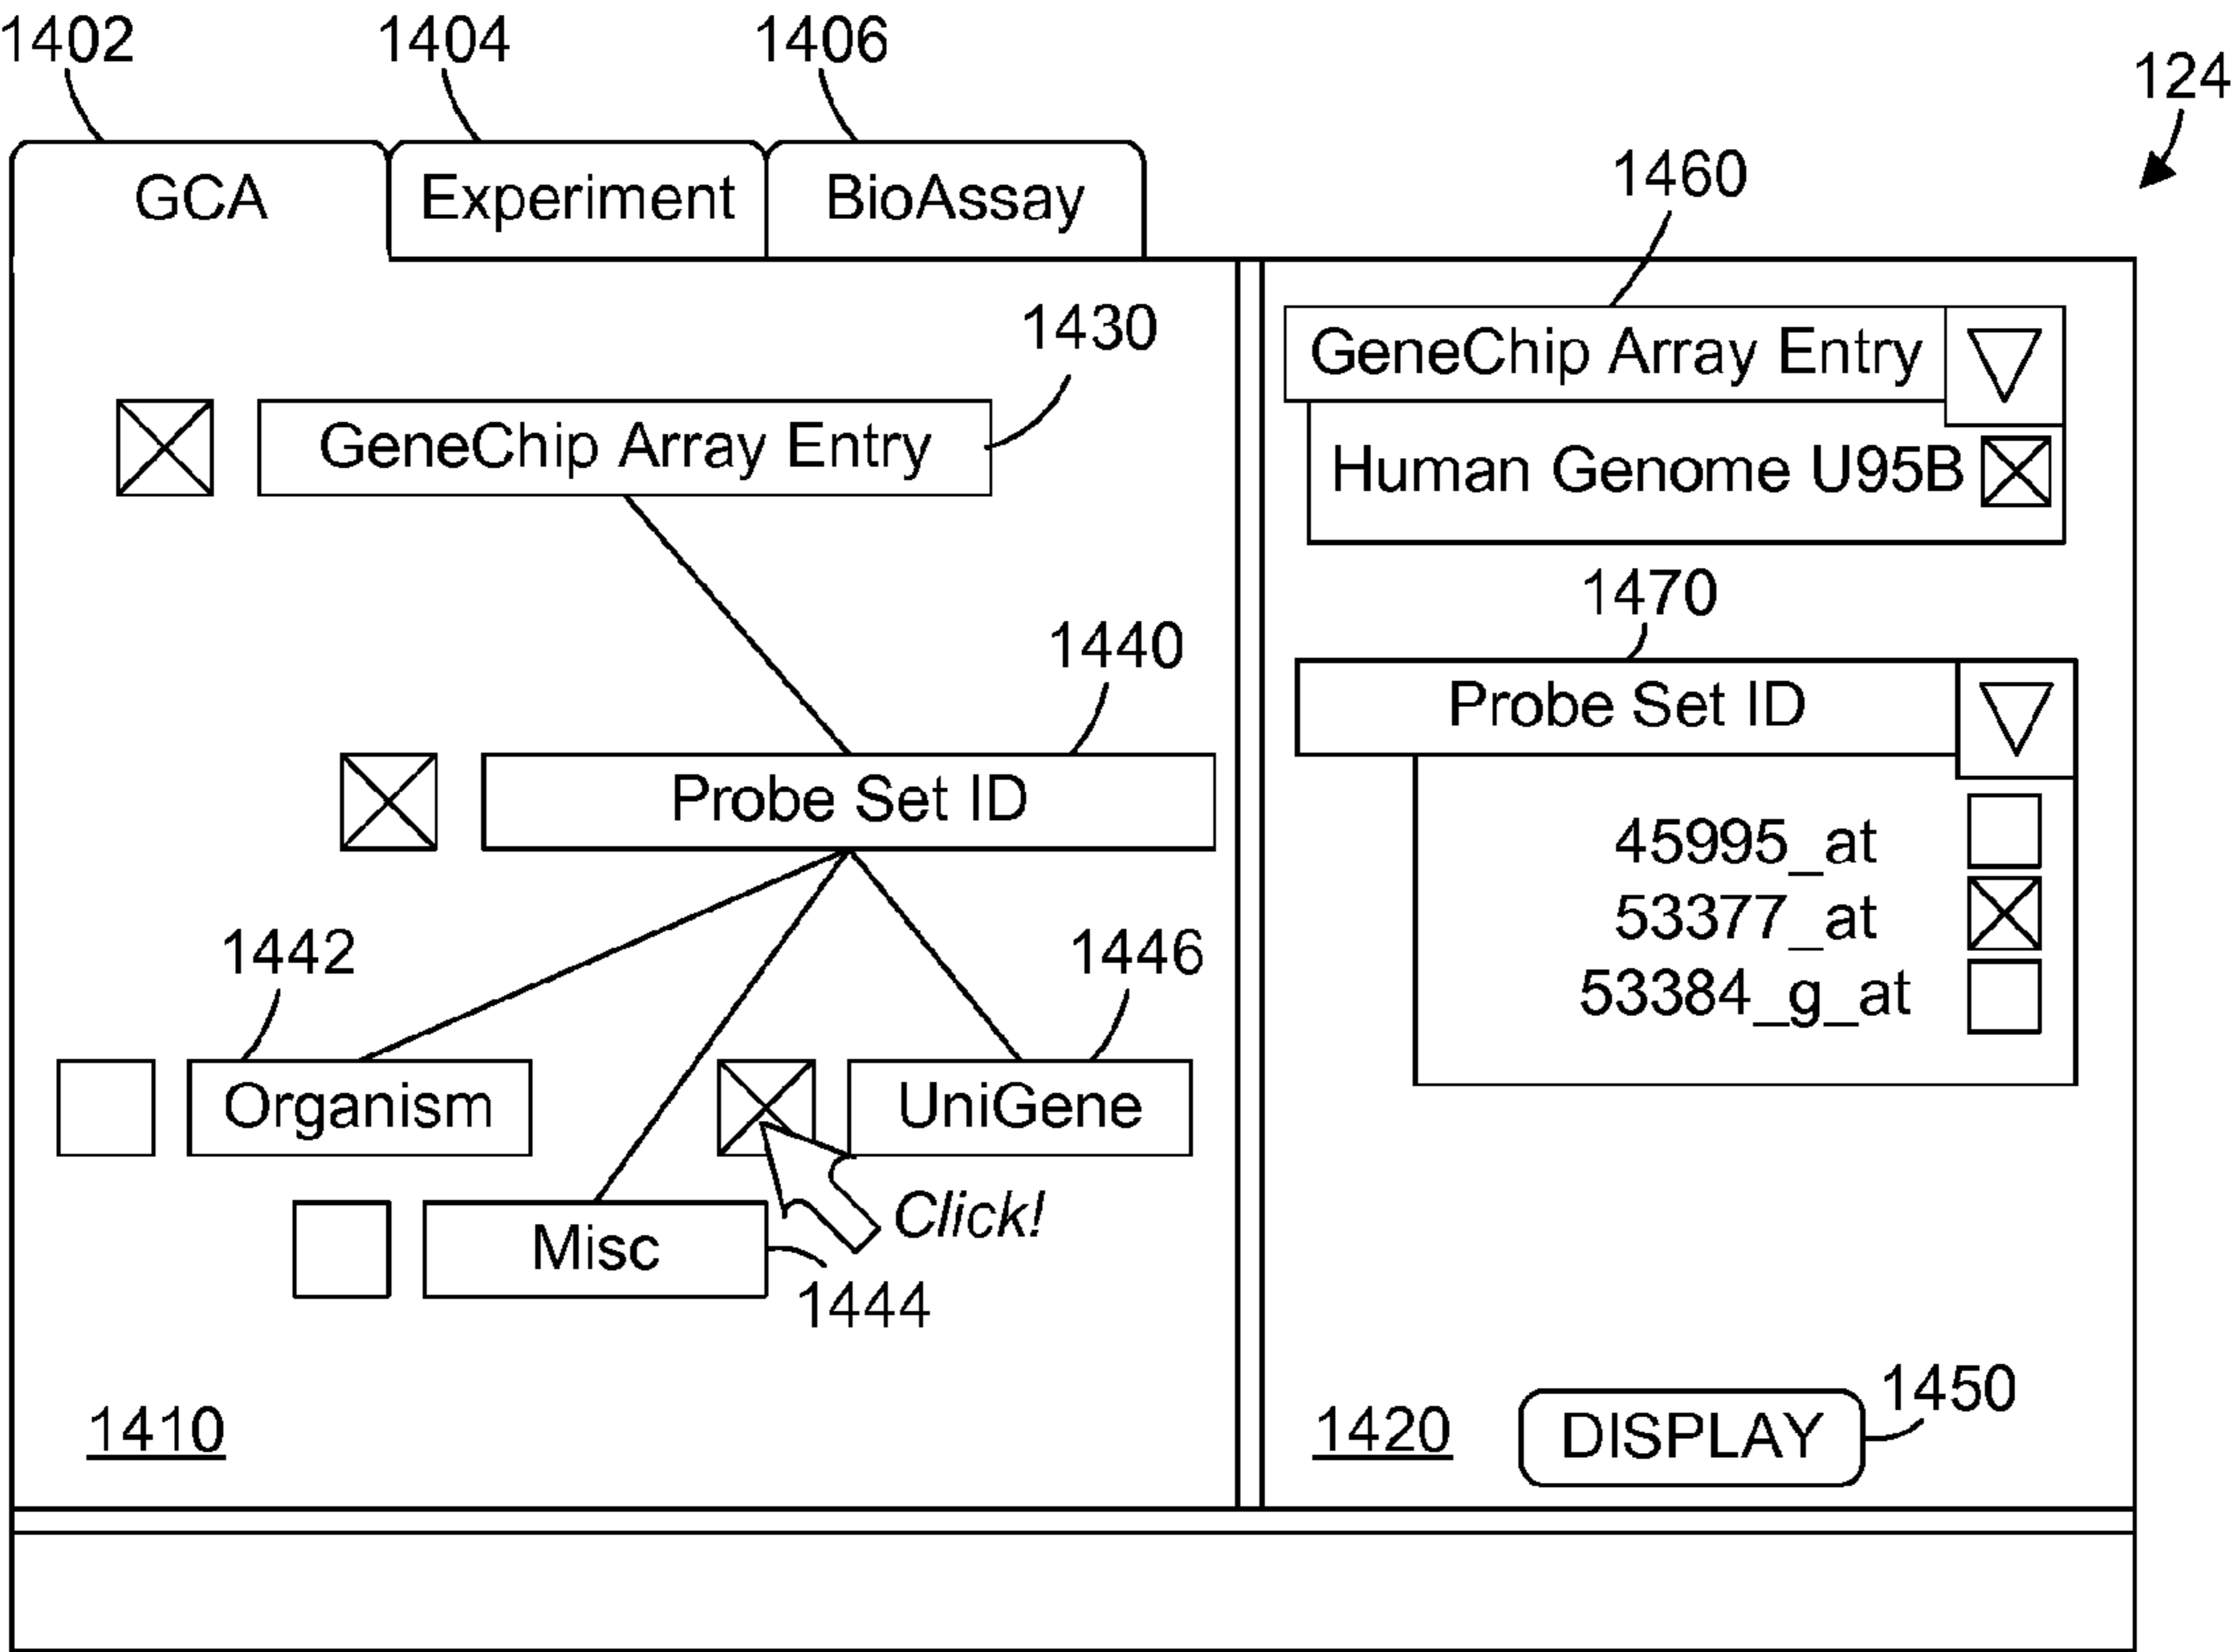 1402 1404 1406
124
GCA Experiment BioAssay
1460
1430
GeneChip Array Entry
GeneChip Array Entry
Human Genome U95B
1470
1440
Probe Set ID
Probe Set ID
45995_at
53377_at
53384_g_at
1442
1446
Organism
UniGene
Click!
Misc
1444
1410
1420
DISPLAY
1450